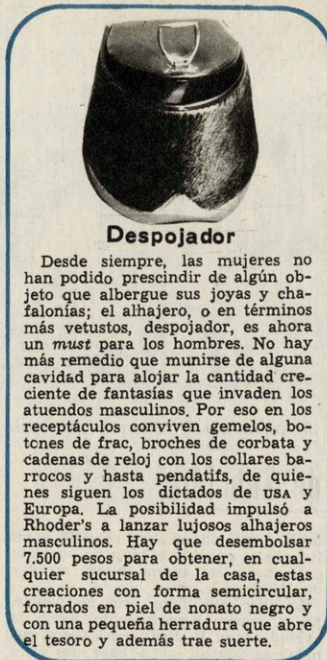 Despojador
Desde siempre, las mujeres no
han podido prescindir de algún ob-
jeto que albergue sus joyas y cha-
falonías; el alhajero, o en términos
más vetustos, despojador, es ahora
un must para los hombres. No hay
más remedio que munirse de alguna
cavidad para alojar la cantidad cre-
ciente de fantasías que invaden los
atuendos masculinos. Por eso en los
receptáculos conviven gemelos, bo-
tones de frac, broches de corbata y
cadenas de reloj con los collares ba-
rrocos y hasta pendatifs, de quie-
nes siguen los dictados de USA y
Europa. La posibilidad impulsó a
Rhoder's a lanzar lujosos alhajeros
masculinos. Hay que desembolsar
7.500 pesos para obtener, en cual-
quier sucursal de la casa, estas
creaciones con forma semicircular,
forrados en piel de nonato negro y
con una pequeña herradura que abre
el tesoro y además trae suerte.